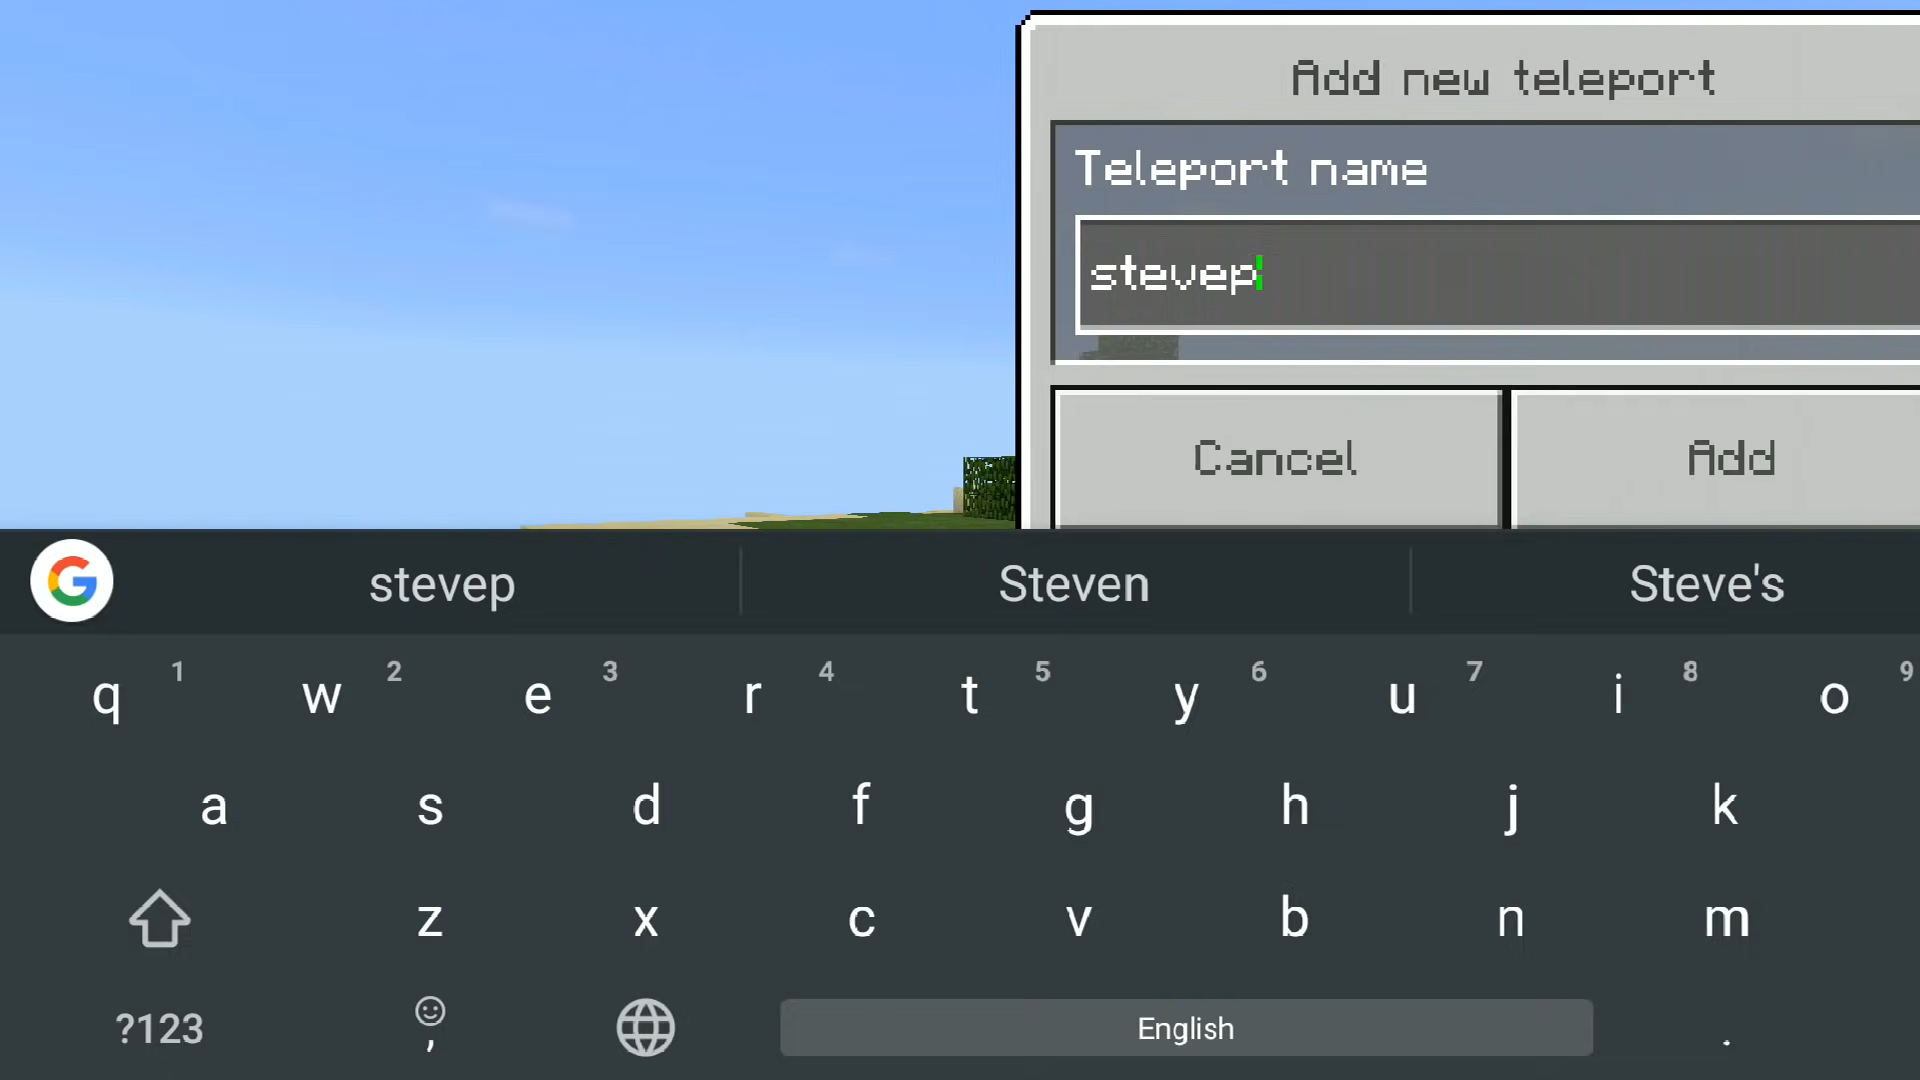 Add new teleport
Teleport name
stevep
Cancel Add
G stevep Steven Steve's
q 1 w 2 e 3 r 4 t 5 y 6 u 7 i 8 o 9
a s d f g h j k
z x c v b n m
?123 , English .